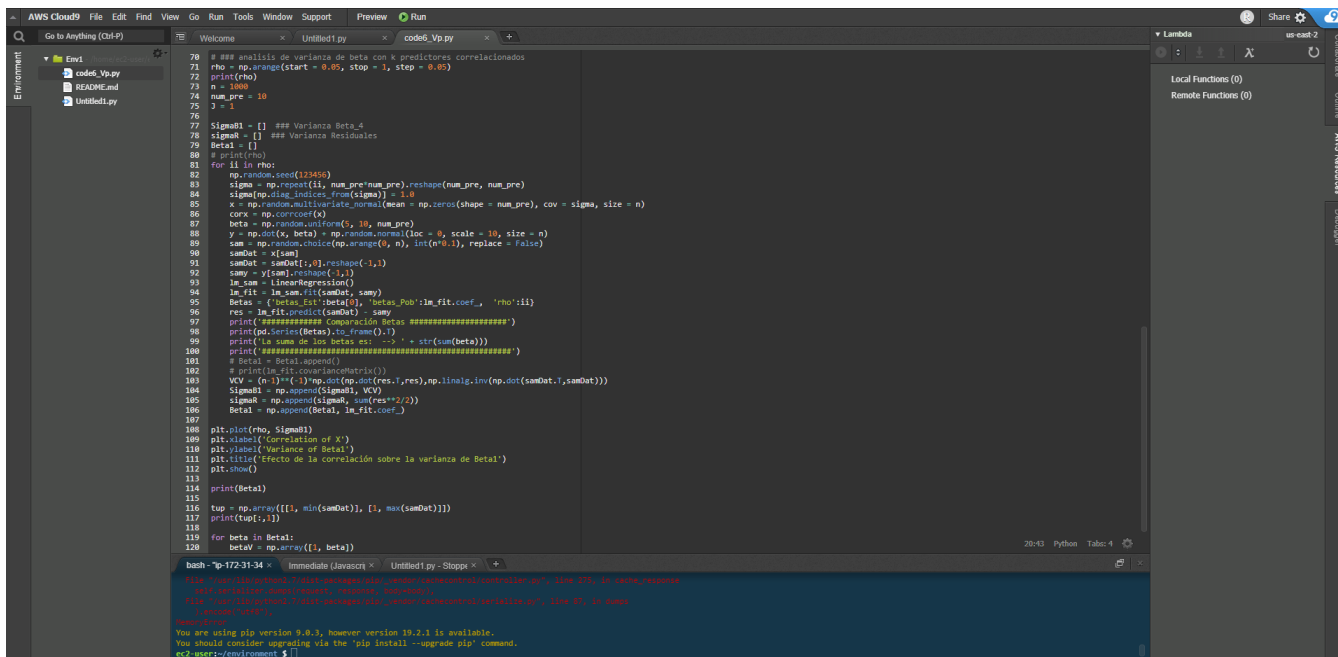 AWS Cloud9 File Edit Find View Go Run Tools Window Support Preview Run
R Share
Go to Anything (Ctrl-P)
Welcome Untitled1.py code6_Vp.py
Lambda us-east-2
Environment
Env1
code6_Vp.py
README.md
Untitled1.py
Local Functions (0)
Remote Functions (0)
70 # ### analisis de varianza de beta con k predictores correlacionados
71 rho = np.arange(start = 0.05, stop = 1, step = 0.05)
72 print(rho)
73 n = 1000
74 num_pre = 10
75 J = 1
76
77 SigmaB1 = [] ### Varianza Beta_4
78 sigmaR = [] ### Varianza Residuales
79 Beta1 = []
80 # print(rho)
81 for ii in rho:
82 np.random.seed(123456)
83 sigma = np.repeat(ii, num_pre*num_pre).reshape(num_pre, num_pre)
84 sigma[np.diag_indices_from(sigma)] = 1.0
85 x = np.random.multivariate_normal(mean = np.zeros(shape = num_pre), cov = sigma, size = n)
86 corx = np.corrcoef(x)
87 beta = np.random.uniform(5, 10, num_pre)
88 y = np.dot(x, beta) + np.random.normal(loc = 0, scale = 10, size = n)
89 sam = np.random.choice(np.arange(0, n), int(n*0.1), replace = False)
90 samDat = x[sam]
91 samDat = samDat[:,0].reshape(-1,1)
92 samy = y[sam].reshape(-1,1)
93 lm_sam = LinearRegression()
94 lm_fit = lm_sam.fit(samDat, samy)
95 Betas = {'betas_Est':beta[0], 'betas_Pob':lm_fit.coef_, 'rho':ii}
96 res = lm_fit.predict(samDat) - samy
97 print('############# Comparación Betas #####################')
98 print(pd.Series(Betas).to_frame().T)
99 print('La suma de los betas es: --> ' + str(sum(beta)))
100 print('######################################################')
101 # Beta1 = Beta1.append()
102 # print(lm_fit.covarianceMatrix())
103 VCV = (n-1)**(-1)*np.dot(np.dot(res.T,res),np.linalg.inv(np.dot(samDat.T,samDat)))
104 SigmaB1 = np.append(SigmaB1, VCV)
105 sigmaR = np.append(sigmaR, sum(res**2/2))
106 Beta1 = np.append(Beta1, lm_fit.coef_)
107
108 plt.plot(rho, SigmaB1)
109 plt.xlabel('Correlation of X')
110 plt.ylabel('Variance of Beta1')
111 plt.title('Efecto de la correlación sobre la varianza de Beta1')
112 plt.show()
113
114 print(Beta1)
115
116 tup = np.array([[1, min(samDat)], [1, max(samDat)]])
117 print(tup[:,1])
118
119 for beta in Beta1:
120 betaV = np.array([1, beta])
20:43 Python Tabs: 4
bash - "ip-172-31-34 Immediate (Javascrip Untitled1.py - Stoppe
You are using pip version 9.0.3, however version 19.2.1 is available.
You should consider upgrading via the 'pip install --upgrade pip' command.
ec2-user:~/environment $